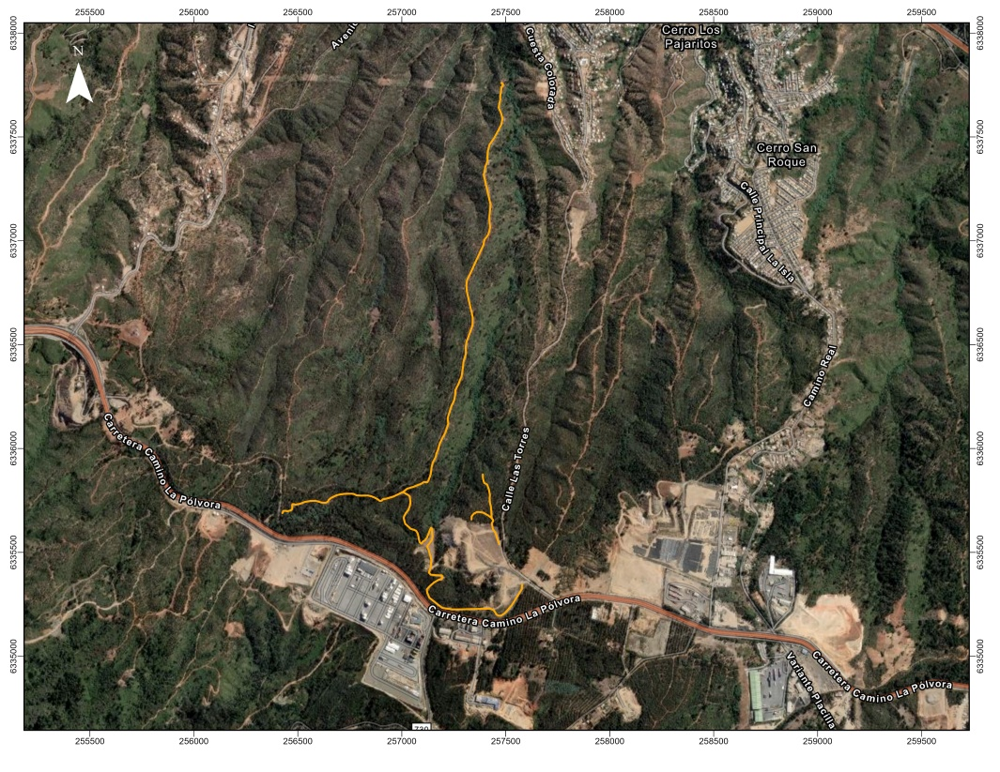 255500 256000 256500 257000 257500 258000 258500 259000 259500
6338000
6338000
N
Cuesta Colorada
Cerro Los
Pajaritos
6337500
6337500
Cerro San
Roque
Calle Principal La Isla
6337000
6337000
6336500
6336500
Camino Real
Carretera Camino La Pólvora
Calle Las Torres
6336000
6336000
6335500
6335500
Carretera Camino La Pólvora
6335000
6335000
Variante Placilla
Carretera Camino La Pólvora
255500 256000 256500 257000 257500 258000 258500 259000 259500